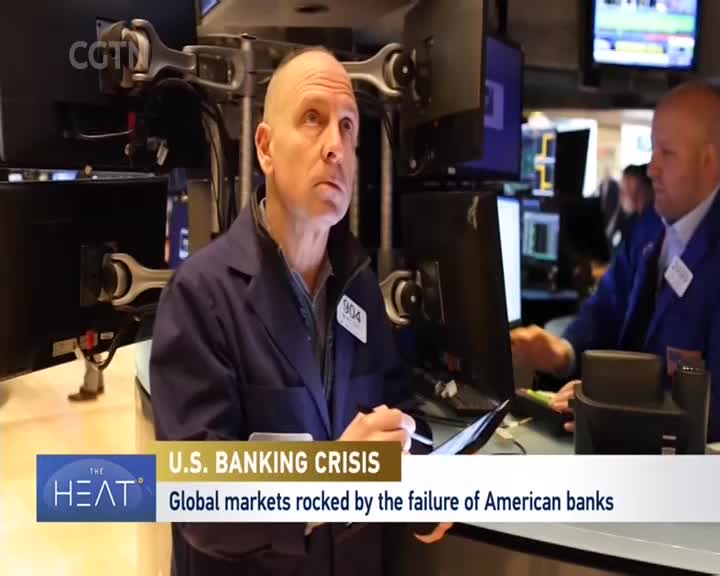 CGTN
904
U.S. BANKING CRISIS
THE
HEAT
Global markets rocked by the failure of American banks